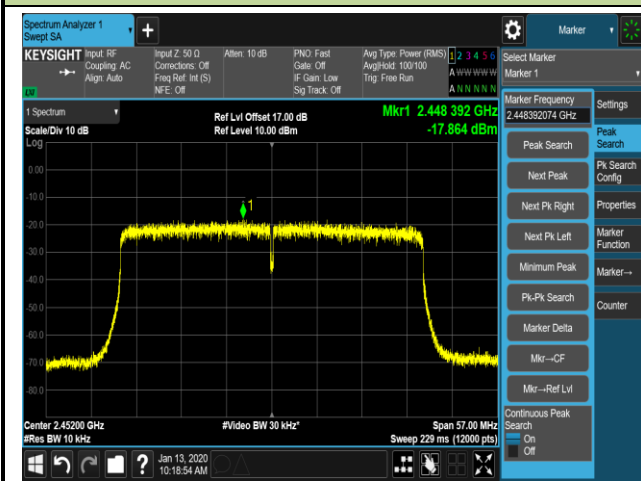 Spectrum Analyzer 1
Swept SA
+
Marker
KEYSIGHT
Input: RF
Coupling: AC
Align: Auto
Input Z: 50 Ω
Corrections: Off
Freq Ref: Int (S)
NFE: Off
Atten: 10 dB
PNO: Fast
Gate: Off
IF Gain: Low
Sig Track: Off
Avg Type: Power (RMS)
Avg|Hold: 100/100
Trig: Free Run
1 2 3 4 5 6
A W W W W W
A N N N N N
Select Marker
Marker 1
1 Spectrum
Scale/Div 10 dB
Log
Ref Lvl Offset 17.00 dB
Ref Level 10.00 dBm
Mkr1 2.448 392 GHz
-17.864 dBm
0.00
-10.0
-20.0
-30.0
-40.0
-50.0
-60.0
-70.0
-80.0
1
Center 2.45200 GHz
#Res BW 10 kHz
#Video BW 30 kHz*
Span 57.00 MHz
Sweep 229 ms (12000 pts)
Marker Frequency
2.448392074 GHz
Peak Search
Next Peak
Next Pk Right
Next Pk Left
Minimum Peak
Pk-Pk Search
Marker Delta
Mkr→CF
Mkr→Ref Lvl
Continuous Peak
Search
On
Off
Settings
Peak
Search
Pk Search
Config
Properties
Marker
Function
Marker→
Counter
?
Jan 13, 2020
10:18:54 AM